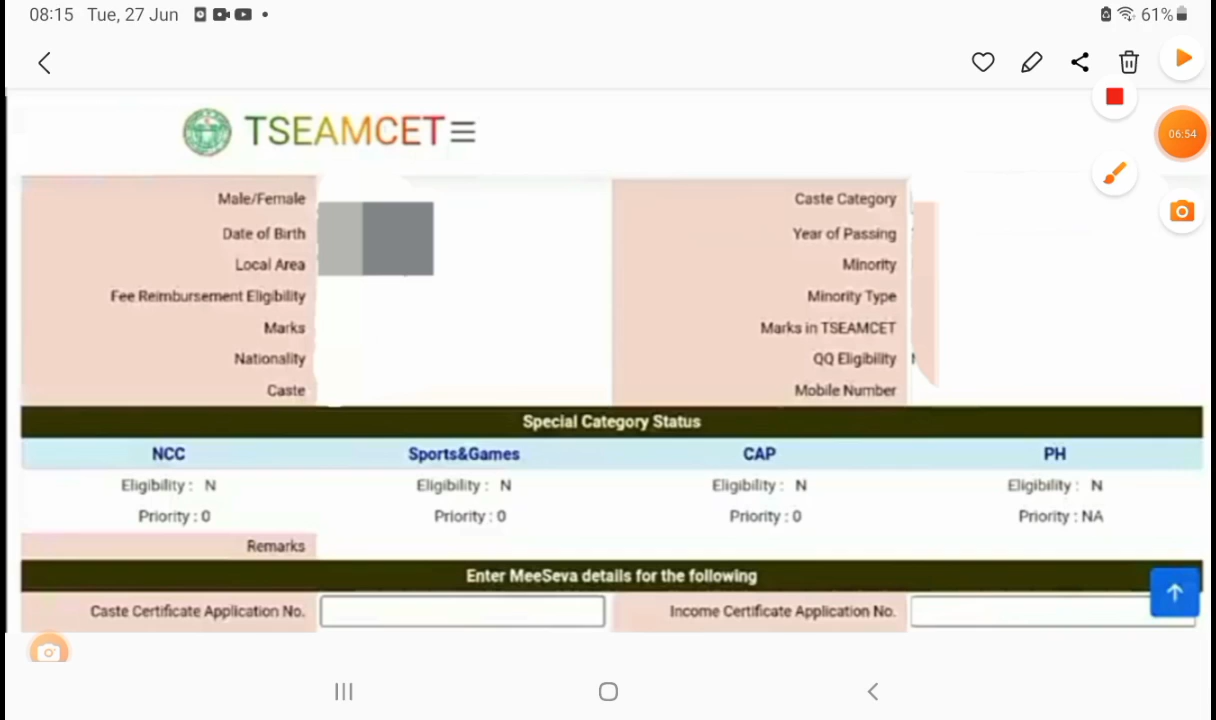 08:15 Tue, 27 Jun
61%
TSEAMCET
06:54
Male/Female Caste Category
Date of Birth Year of Passing
Local Area Minority
Fee Reimbursement Eligibility Minority Type
Marks Marks in TSEAMCET
Nationality QQ Eligibility
Caste Mobile Number
Special Category Status
NCC Sports&Games CAP PH
Eligibility : N Eligibility : N Eligibility : N Eligibility : N
Priority : 0 Priority : 0 Priority : 0 Priority : NA
Remarks
Enter MeeSeva details for the following
Caste Certificate Application No. Income Certificate Application No.